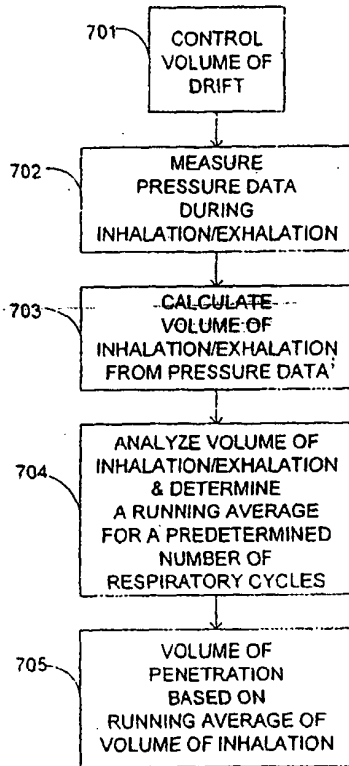 701
CONTROL
VOLUME OF
DRIFT
702
MEASURE
PRESSURE DATA
DURING
INHALATION/EXHALATION
703
CALCULATE
VOLUME OF
INHALATION/EXHALATION
FROM PRESSURE DATA'
704
ANALYZE VOLUME OF
INHALATION/EXHALATION
& DETERMINE
A RUNNING AVERAGE
FOR A PREDETERMINED
NUMBER OF
RESPIRATORY CYCLES
705
VOLUME OF
PENETRATION
BASED ON
RUNNING AVERAGE OF
VOLUME OF INHALATION